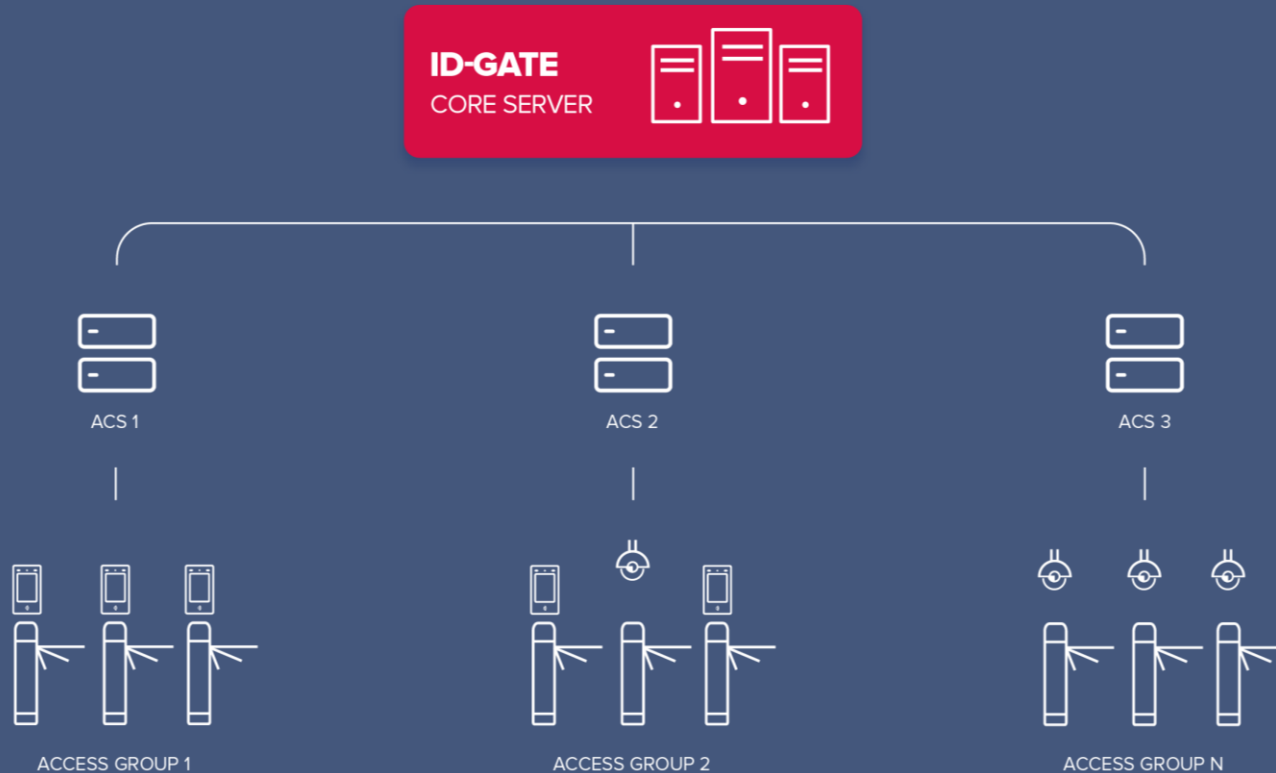 ID-GATE
CORE SERVER
ACS 1
ACS 2
ACS 3
ACCESS GROUP 1
ACCESS GROUP 2
ACCESS GROUP N